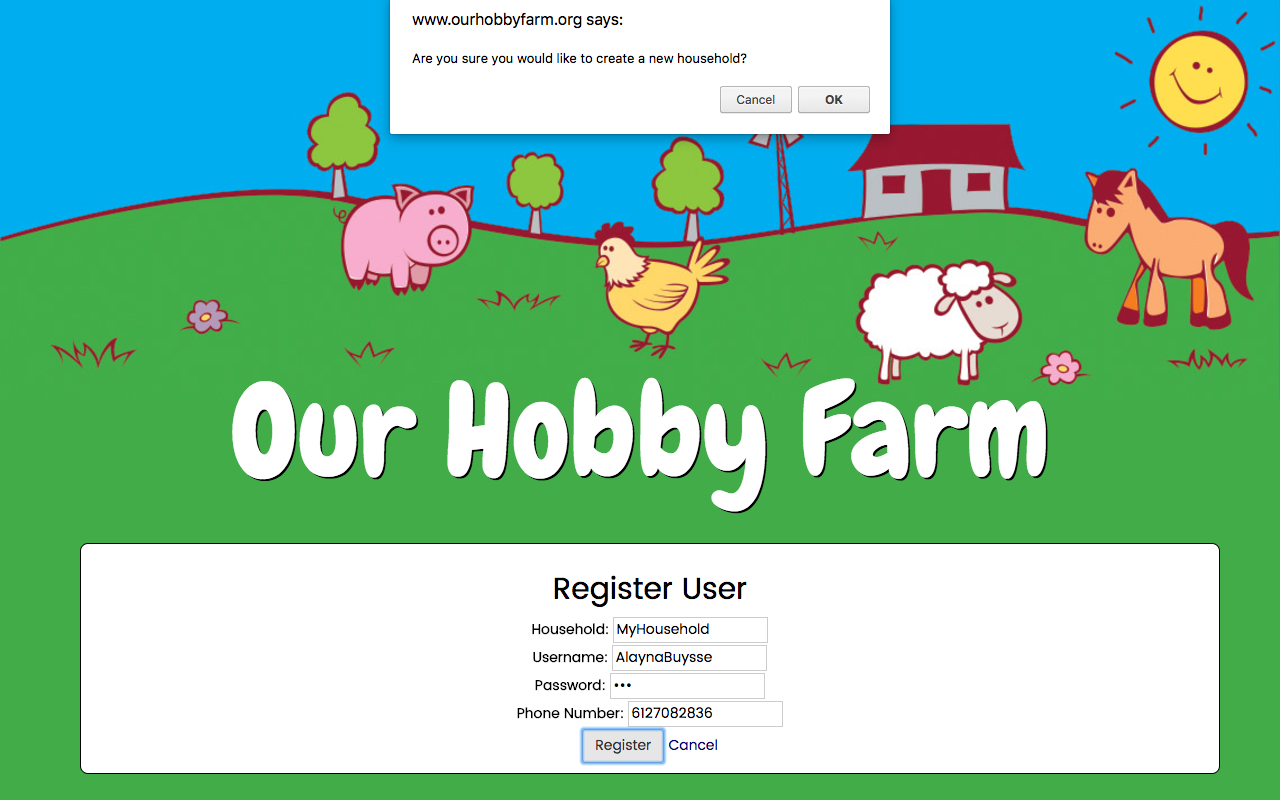 www.ourhobbyfarm.org says:
Are you sure you would like to create a new household?
Cancel OK
Our Hobby Farm
Register User
Household: MyHousehold
Username: AlaynaBuysse
Password: •••
Phone Number: 6127082836
Register Cancel